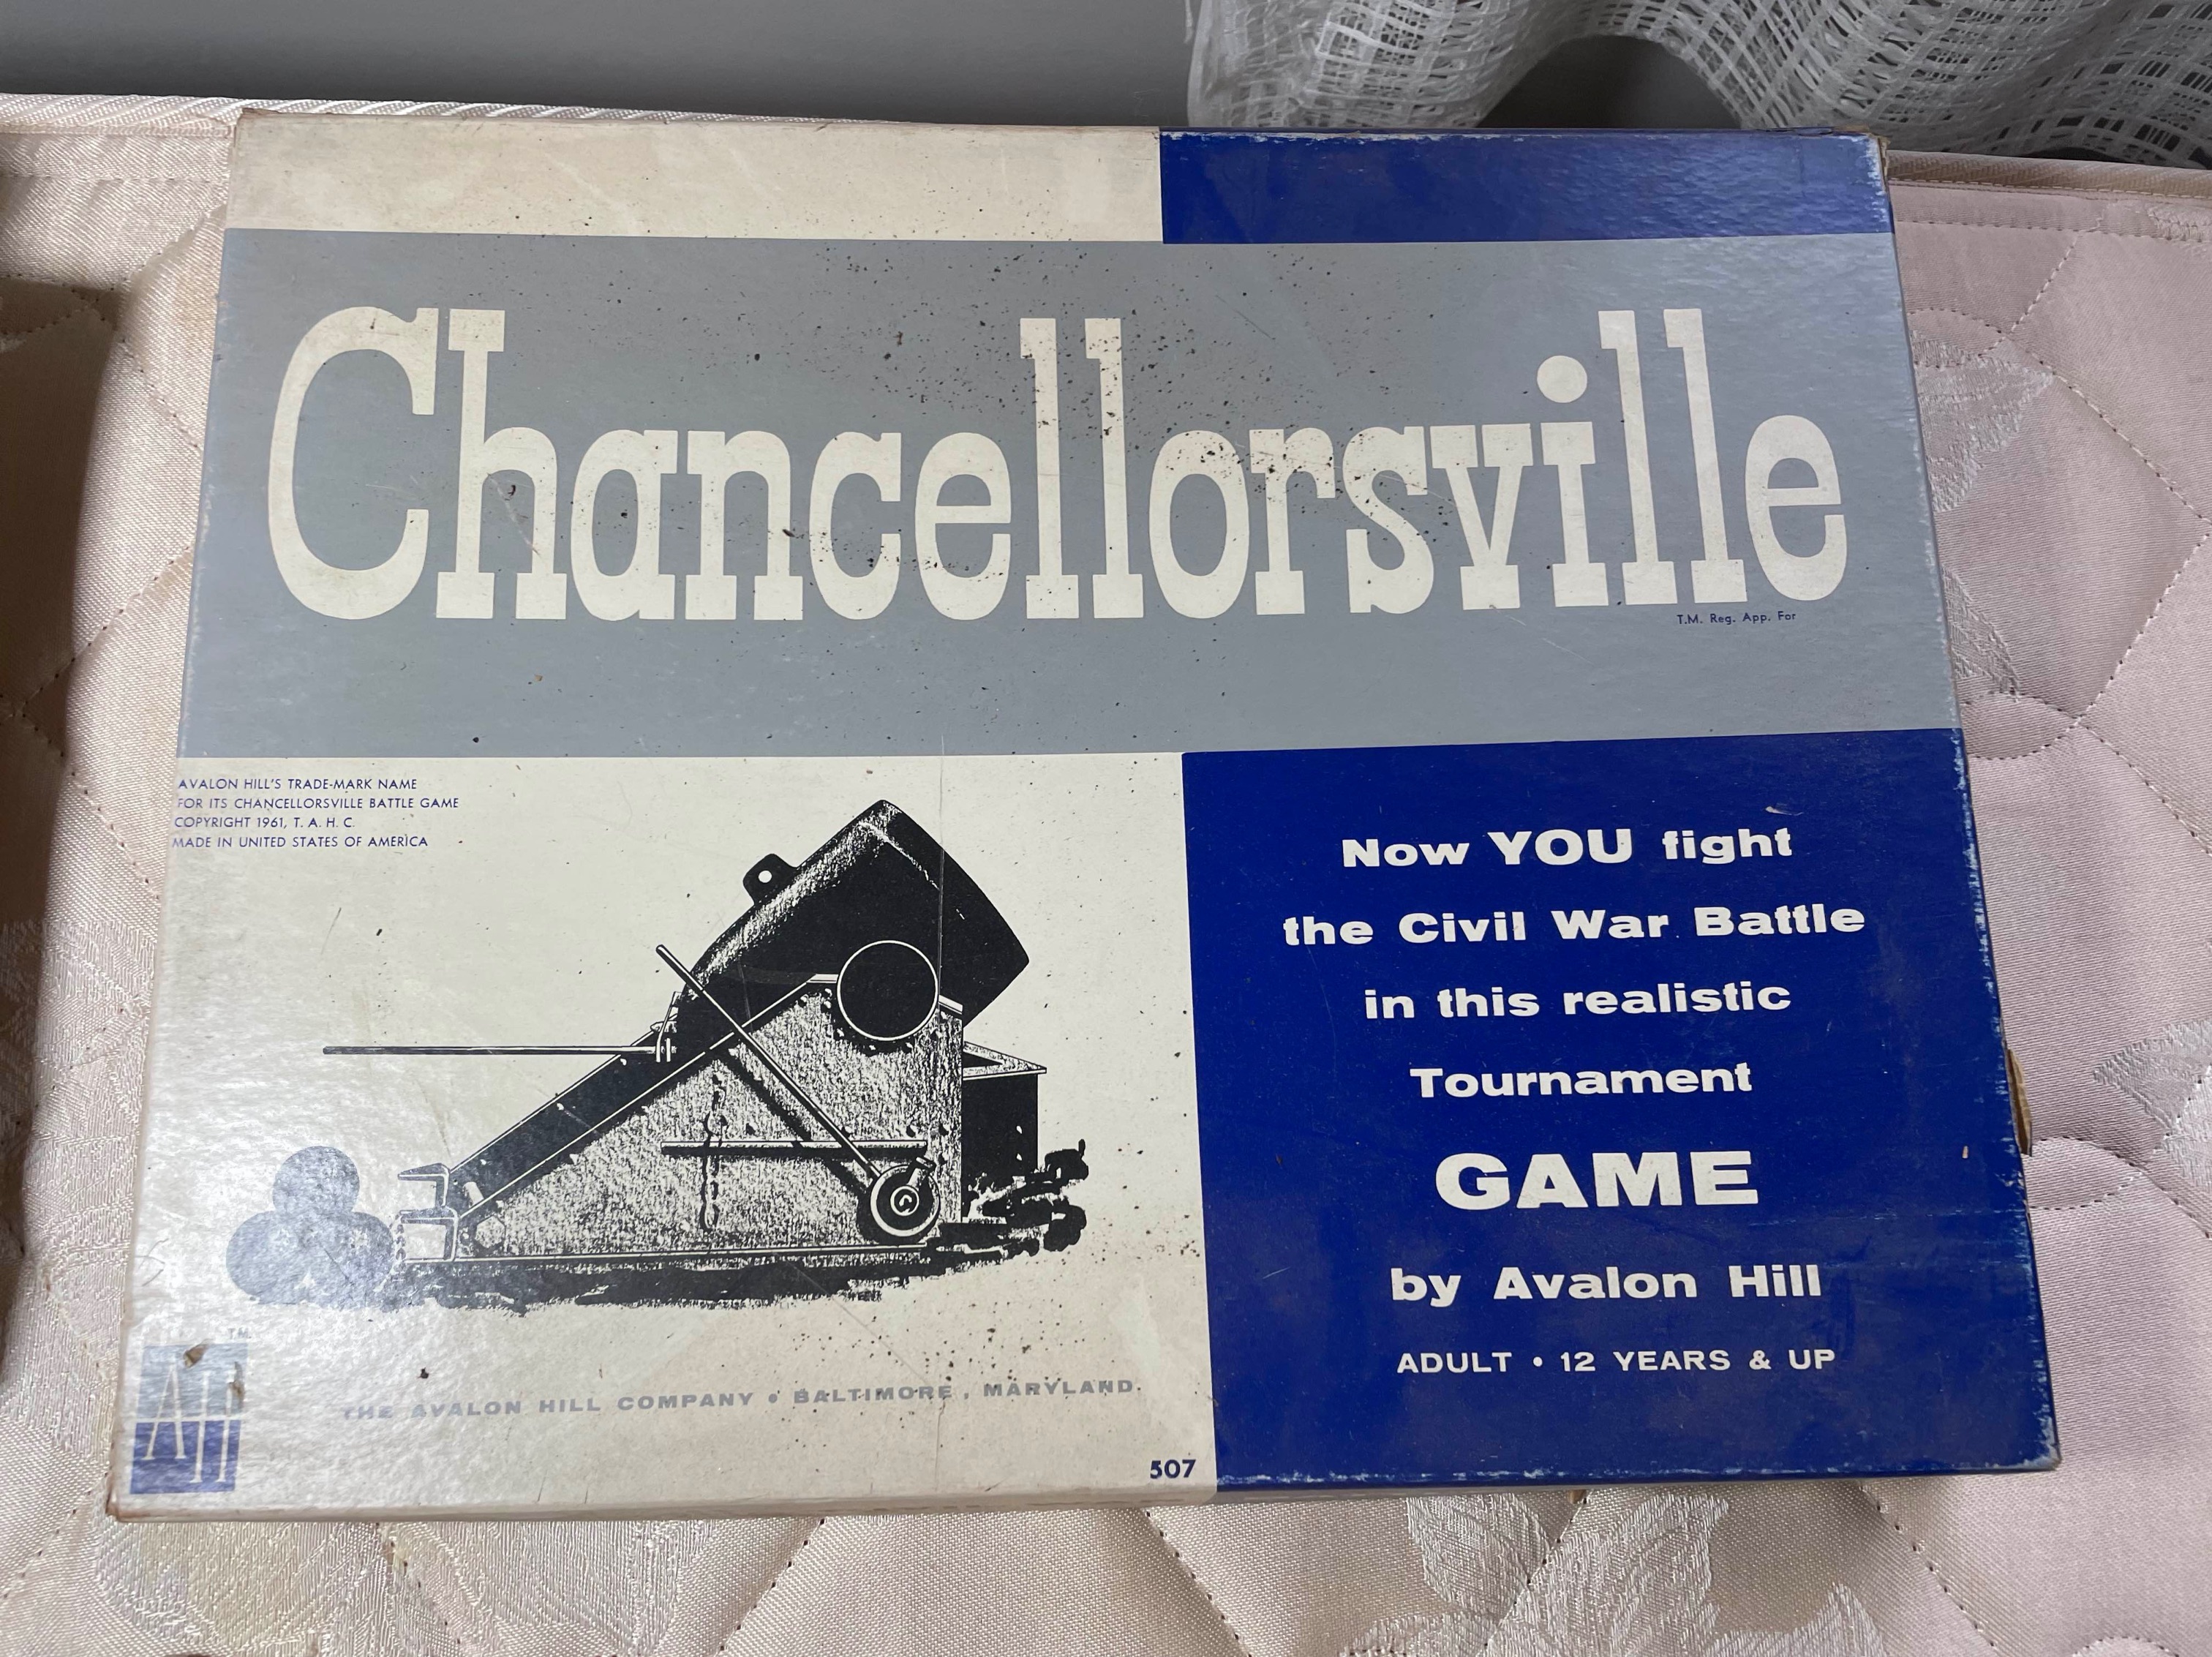 Chancellorsville
T.M. Reg. App. For
AVALON HILL'S TRADE-MARK NAME
FOR ITS CHANCELLORSVILLE BATTLE GAME
COPYRIGHT 1961, T. A. H. C.
MADE IN UNITED STATES OF AMERICA
Now YOU fight
the Civil War Battle
in this realistic
Tournament
GAME
by Avalon Hill
ADULT • 12 YEARS & UP
T.M.
AH
THE AVALON HILL COMPANY • BALTIMORE, MARYLAND.
507